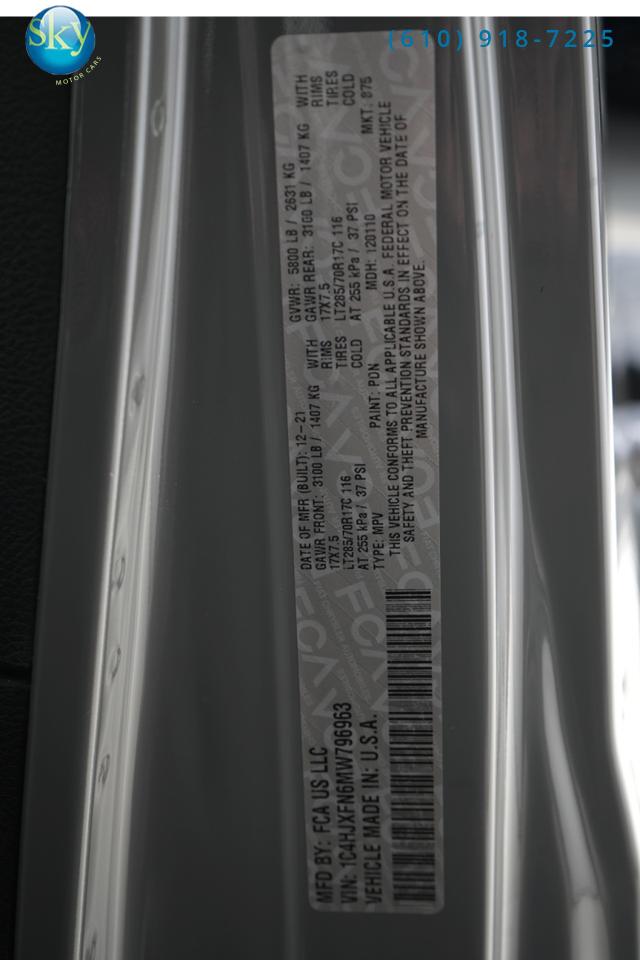 Sky
MOTOR CARS
(610) 918-7225
MFD BY: FCA US LLC
VIN: 1C4HJXFN6MW796963
VEHICLE MADE IN: U.S.A.
DATE OF MFR (BUILT): 12-21
GVWR: 5800 LB / 2631 KG
GAWR FRONT: 3100 LB / 1407 KG WITH
GAWR REAR: 3100 LB / 1407 KG WITH
17X7.5 RIMS
17X7.5 RIMS
LT285/70R17C 116 TIRES
LT285/70R17C 116 TIRES
AT 255 kPa / 37 PSI COLD
AT 255 kPa / 37 PSI COLD
TYPE: MPV PAINT: PDN MDH: 120110 MKT: 875
THIS VEHICLE CONFORMS TO ALL APPLICABLE U.S.A. FEDERAL MOTOR VEHICLE
SAFETY AND THEFT PREVENTION STANDARDS IN EFFECT ON THE DATE OF
MANUFACTURE SHOWN ABOVE.